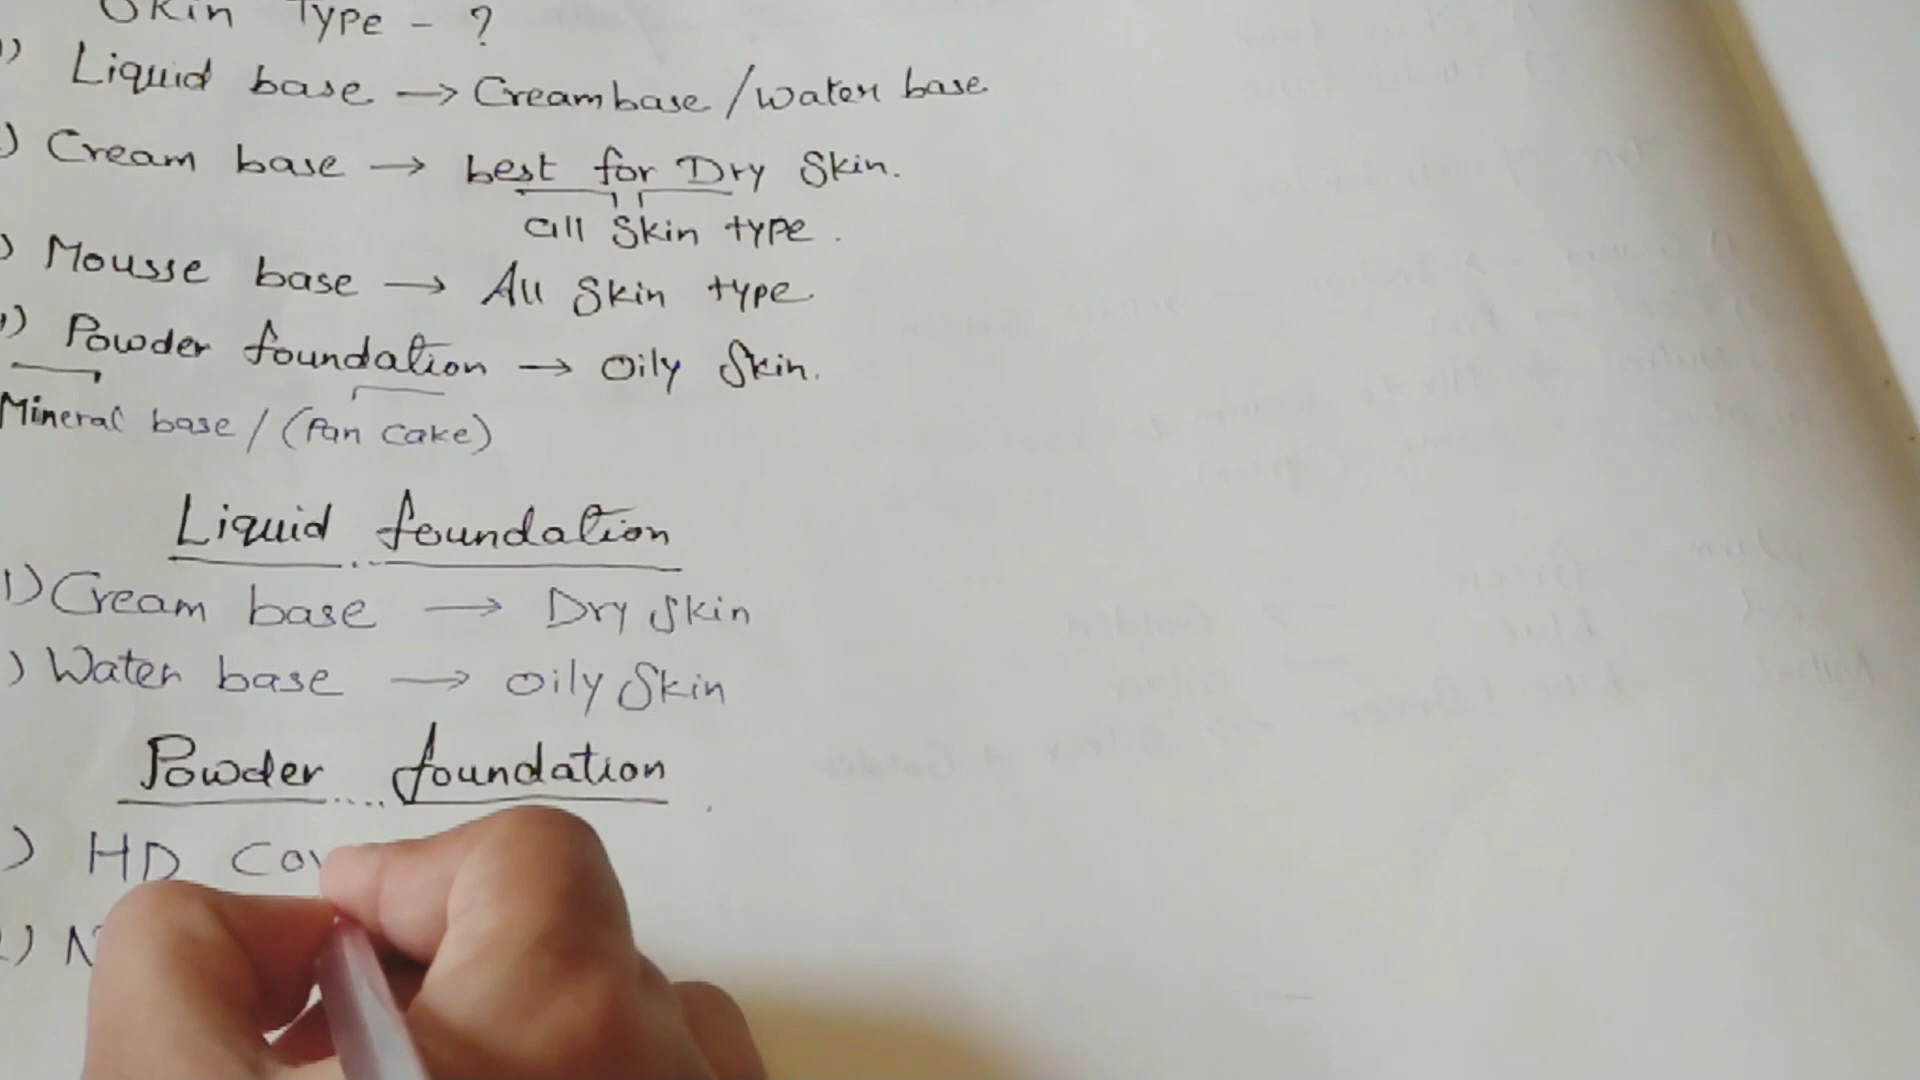 Skin Type - ?
1) Liquid base → Cream base / water base
) Cream base → best for Dry Skin.
all Skin type.
) Mousse base → All Skin type.
4) Powder foundation → Oily Skin.
Mineral base / (Pan Cake)
Liquid foundation
1) Cream base → Dry Skin
) Water base → Oily Skin
Powder foundation
) HD